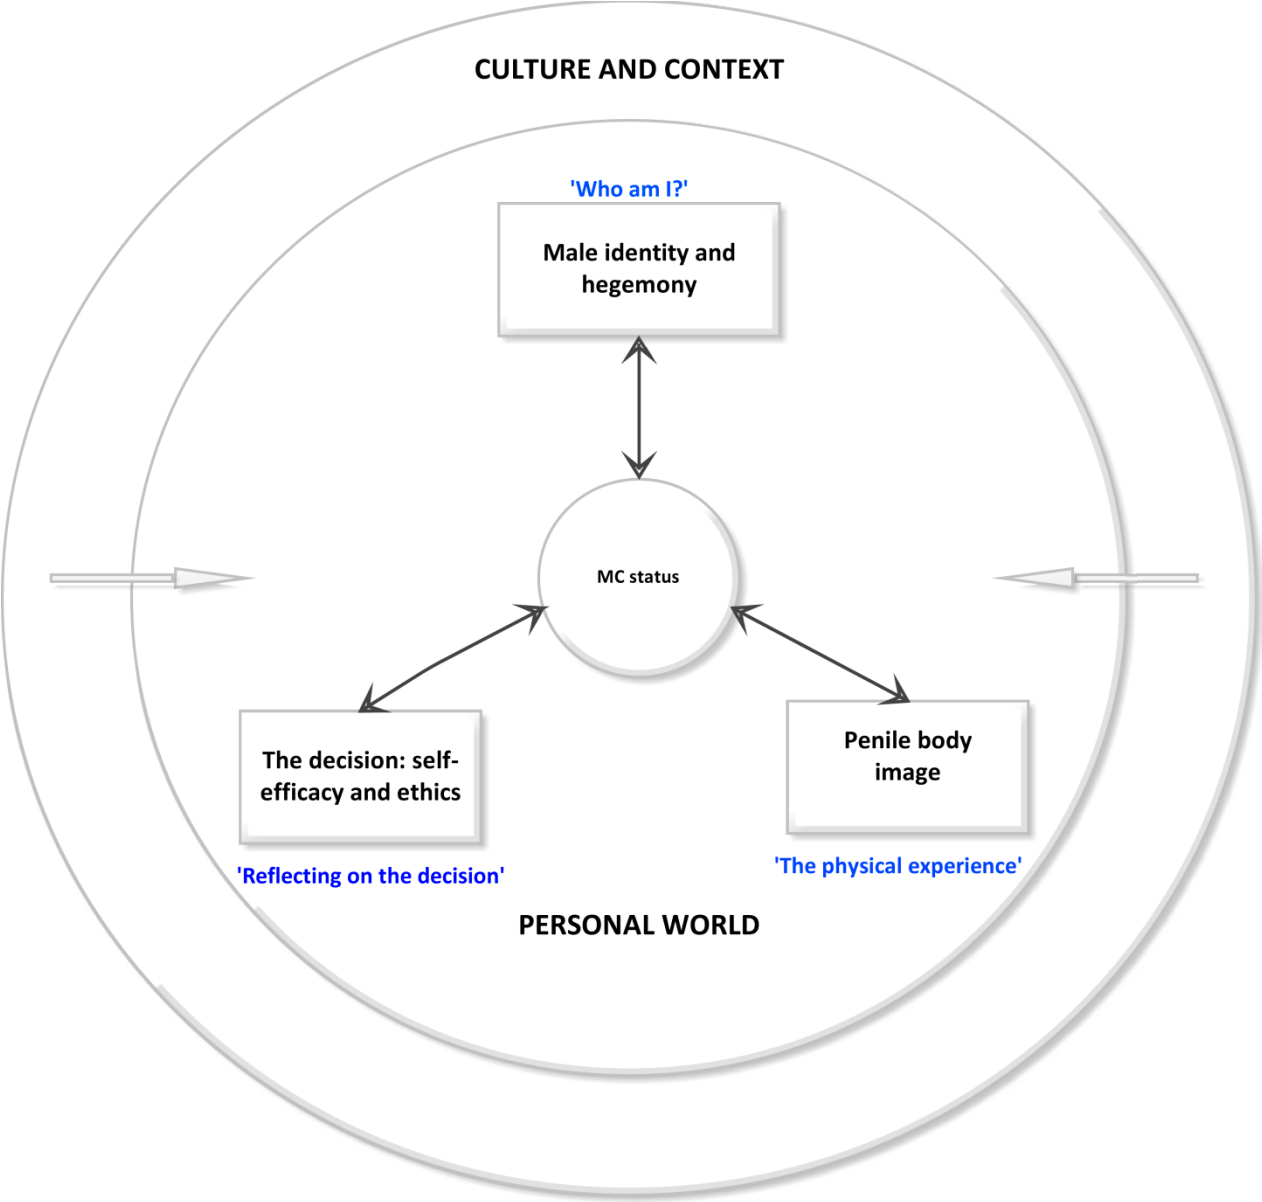 CULTURE AND CONTEXT
'Who am I?'
Male identity and
hegemony
MC status
The decision: self-
efficacy and ethics
'Reflecting on the decision'
Penile body
image
'The physical experience'
PERSONAL WORLD